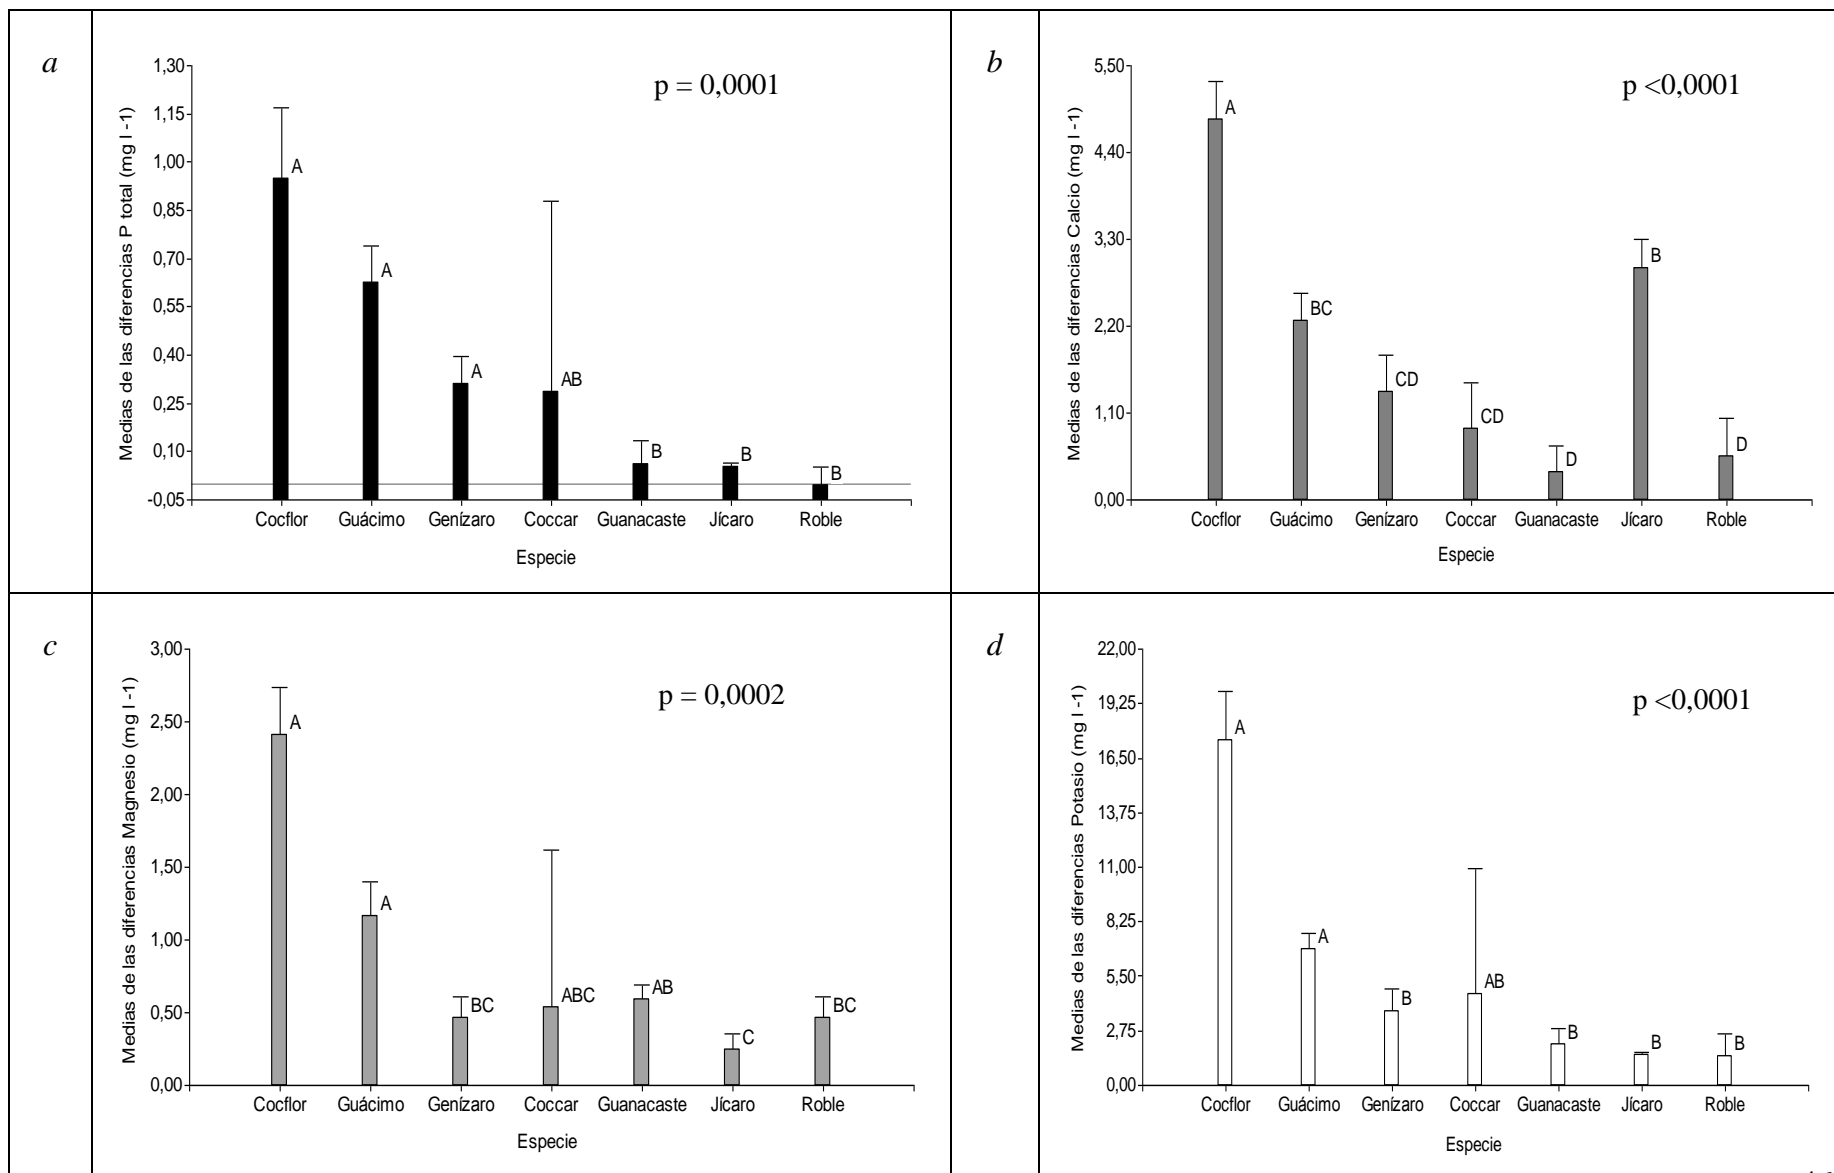 a
Medias de las diferencias P total (mg l -1)
p = 0,0001
1,30
1,15
1,00
0,85
0,70
0,55
0,40
0,25
0,10
-0,05
A
A
A
AB
B
B
B
Cocflor Guácimo Genízaro Coccar Guanacaste Jícaro Roble
Especie
b
Medias de las diferencias Calcio (mg l -1)
p <0,0001
5,50
4,40
3,30
2,20
1,10
0,00
A
BC
CD
CD
D
B
D
Cocflor Guácimo Genízaro Coccar Guanacaste Jícaro Roble
Especie
c
Medias de las diferencias Magnesio (mg l -1)
p = 0,0002
3,00
2,50
2,00
1,50
1,00
0,50
0,00
A
A
BC
ABC
AB
C
BC
Cocflor Guácimo Genízaro Coccar Guanacaste Jícaro Roble
Especie
d
Medias de las diferencias Potasio (mg l -1)
p <0,0001
22,00
19,25
16,50
13,75
11,00
8,25
5,50
2,75
0,00
A
A
B
AB
B
B
B
Cocflor Guácimo Genízaro Coccar Guanacaste Jícaro Roble
Especie